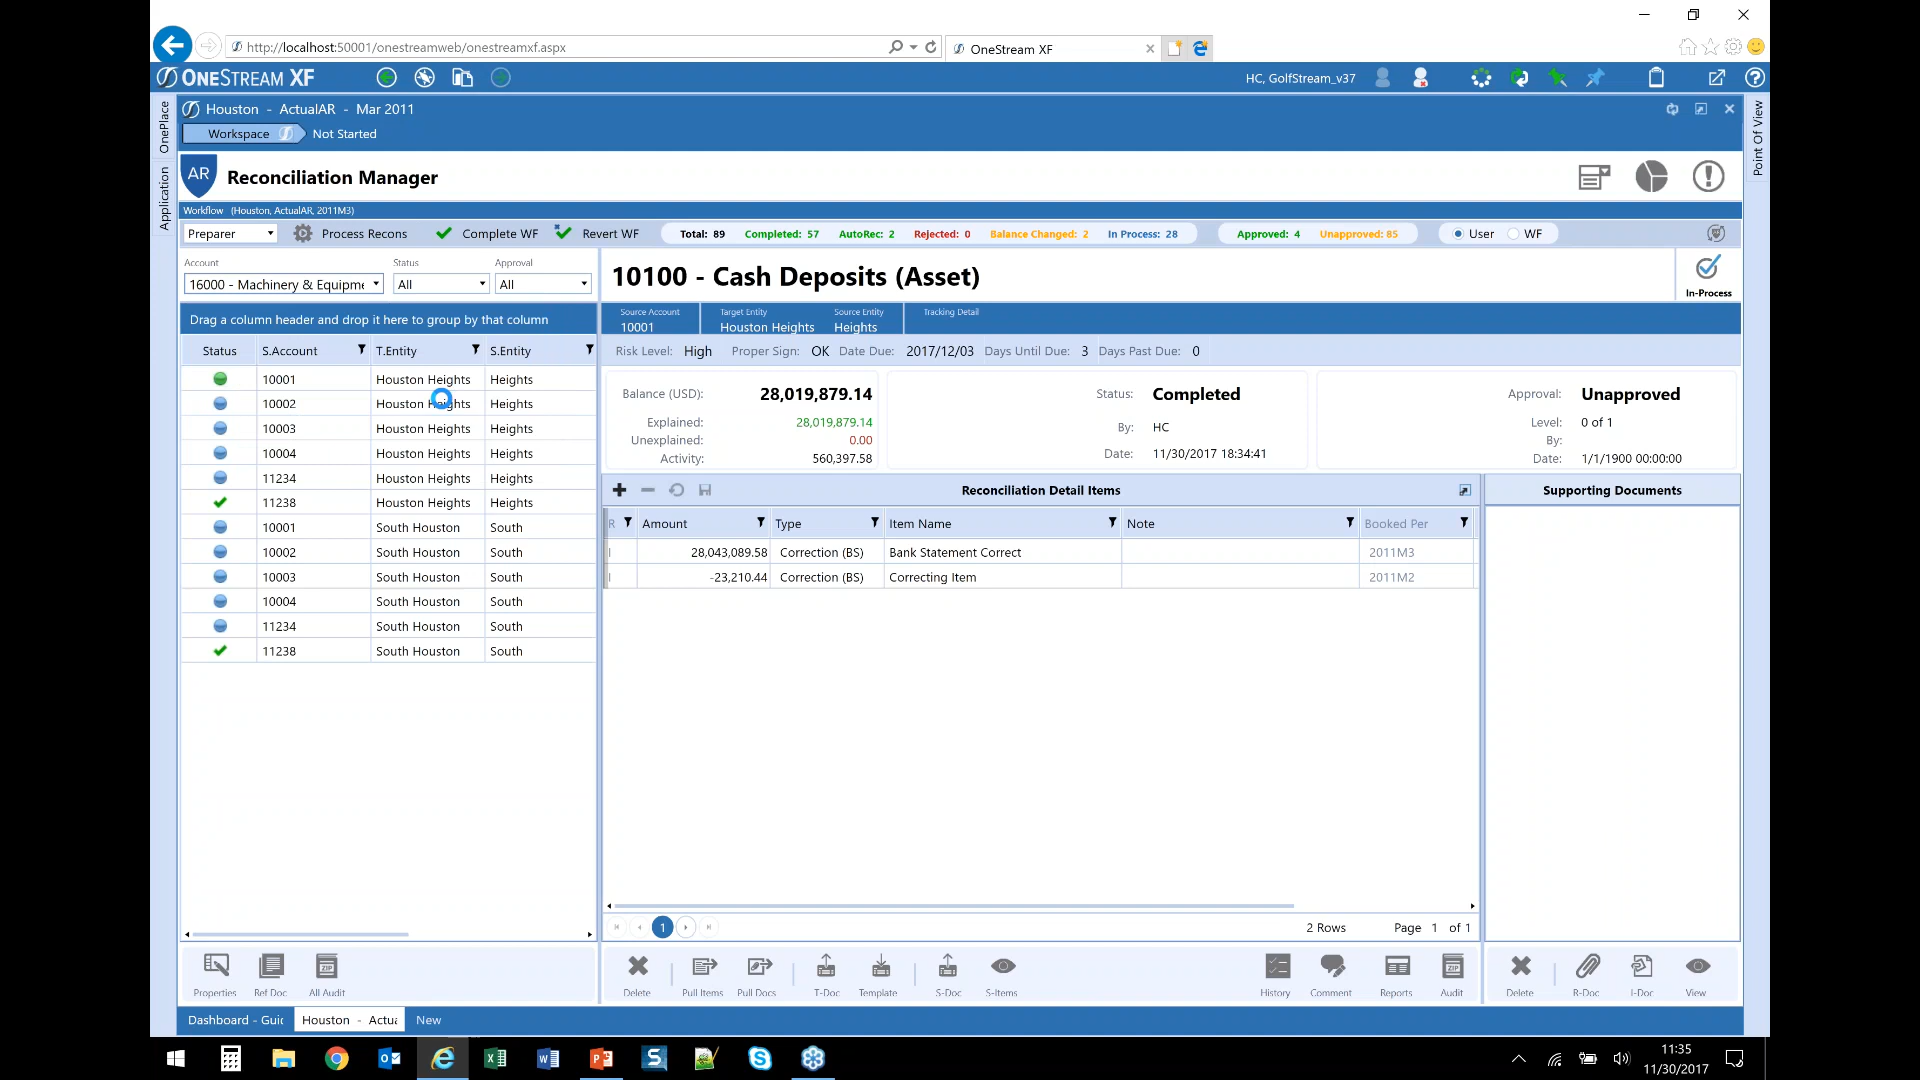 http://localhost:50001/onestreamweb/onestreamxf.aspx
OneStream XF
ONESTREAM XF
HC, GolfStream_v37
OnePlace
Application
Point Of View
Houston - ActualAR - Mar 2011
Workspace
Not Started
AR
Reconciliation Manager
Workflow (Houston, ActualAR, 2011M3)
Preparer
Process Recons
Complete WF
Revert WF
Total: 89 Completed: 57 AutoRec: 2 Rejected: 0 Balance Changed: 2 In Process: 28
Approved: 4 Unapproved: 85
User WF
Account Status Approval
16000 - Machinery & Equipme All All
10100 - Cash Deposits (Asset)
In-Process
Drag a column header and drop it here to group by that column
Source Account Target Entity Source Entity Tracking Detail
10001 Houston Heights Heights
Risk Level: High Proper Sign: OK Date Due: 2017/12/03 Days Until Due: 3 Days Past Due: 0
Status S.Account T.Entity S.Entity
10001 Houston Heights Heights
10002 Houston Heights Heights
10003 Houston Heights Heights
10004 Houston Heights Heights
11234 Houston Heights Heights
11238 Houston Heights Heights
10001 South Houston South
10002 South Houston South
10003 South Houston South
10004 South Houston South
11234 South Houston South
11238 South Houston South
Balance (USD): 28,019,879.14
Explained: 28,019,879.14
Unexplained: 0.00
Activity: 560,397.58
Status: Completed
By: HC
Date: 11/30/2017 18:34:41
Approval: Unapproved
Level: 0 of 1
By:
Date: 1/1/1900 00:00:00
Reconciliation Detail Items
Supporting Documents
R Amount Type Item Name Note Booked Per
I 28,043,089.58 Correction (BS) Bank Statement Correct 2011M3
I -23,210.44 Correction (BS) Correcting Item 2011M2
1
2 Rows Page 1 of 1
ZIP
Properties Ref Doc All Audit
ZIP
Delete Pull Items Pull Docs T-Doc Template S-Doc S-Items History Comment Reports Audit
Delete R-Doc I-Doc View
Dashboard - Guid
Houston - Actua
New
11:35
11/30/2017